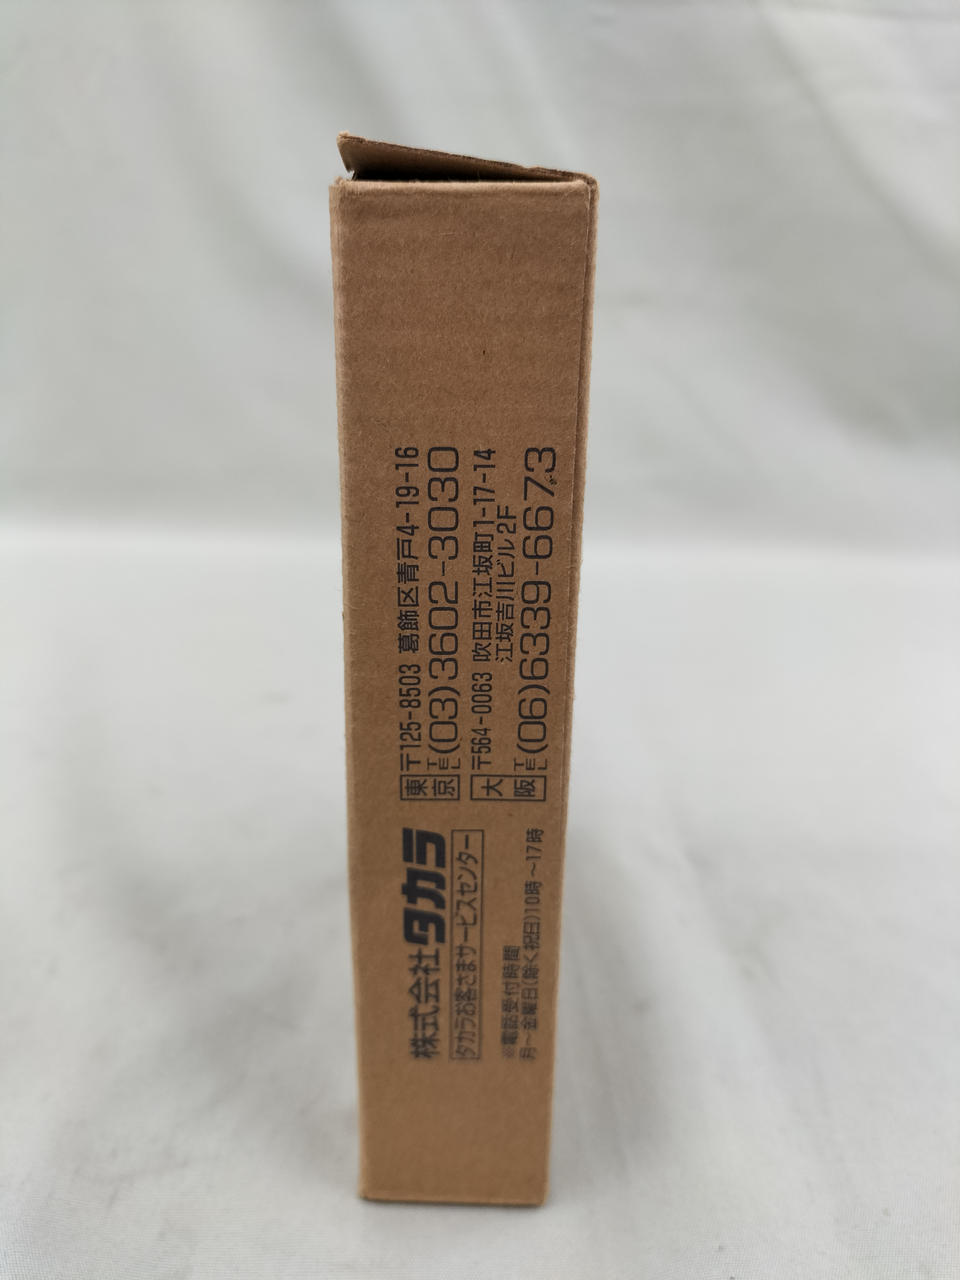 株式会社タカラ
タカラお客さまサービスセンター
※電話受付時間
月～金曜日(除く祝日)10時～17時
東京 〒125-8503 葛飾区青戸4-19-16
TEL(03)3602-3030
大阪 〒564-0063 吹田市江坂町1-17-14
江坂吉川ビル2F
TEL(06)6339-6673